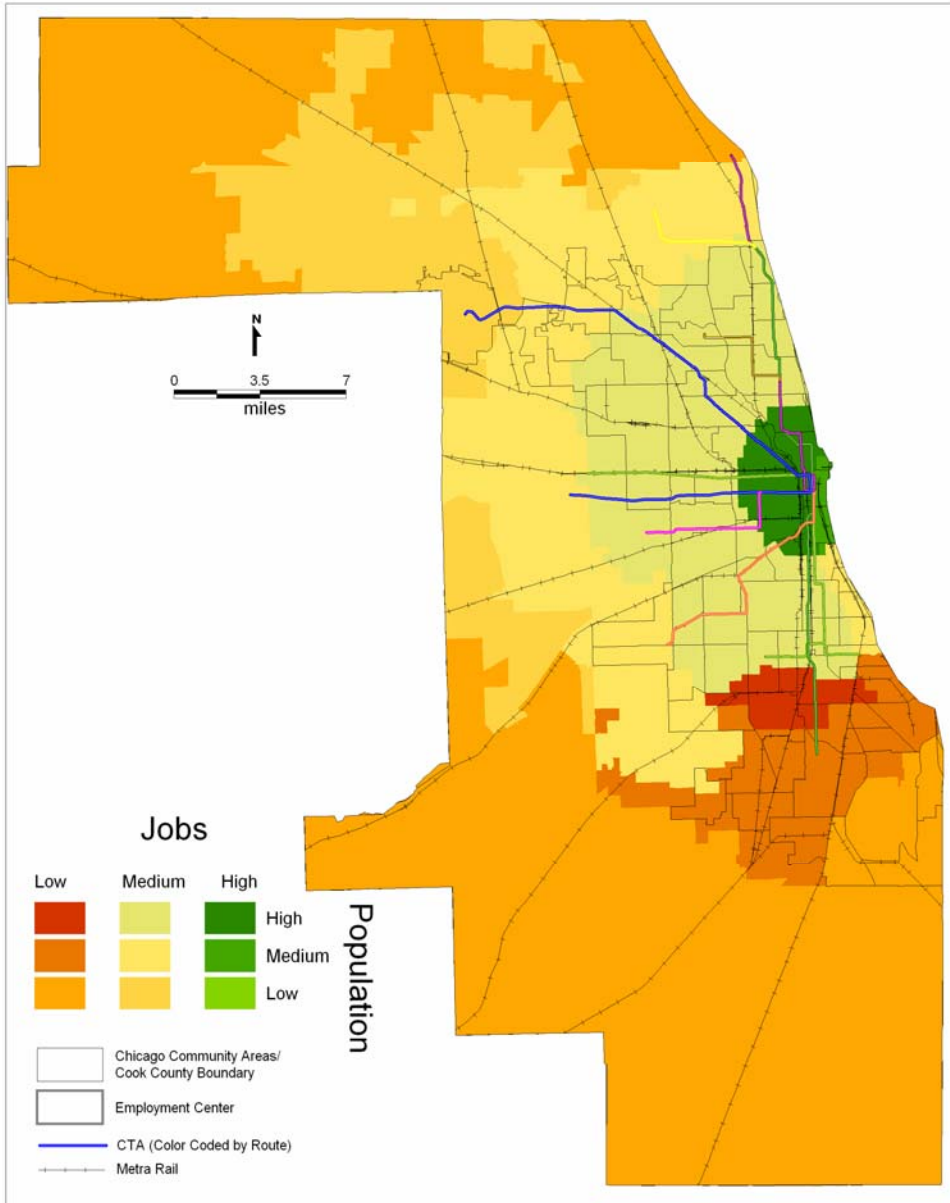 N
0 3.5 7
miles
Jobs
Low Medium High
High
Medium
Low
Population
Chicago Community Areas/
Cook County Boundary
Employment Center
CTA (Color Coded by Route)
Metra Rail